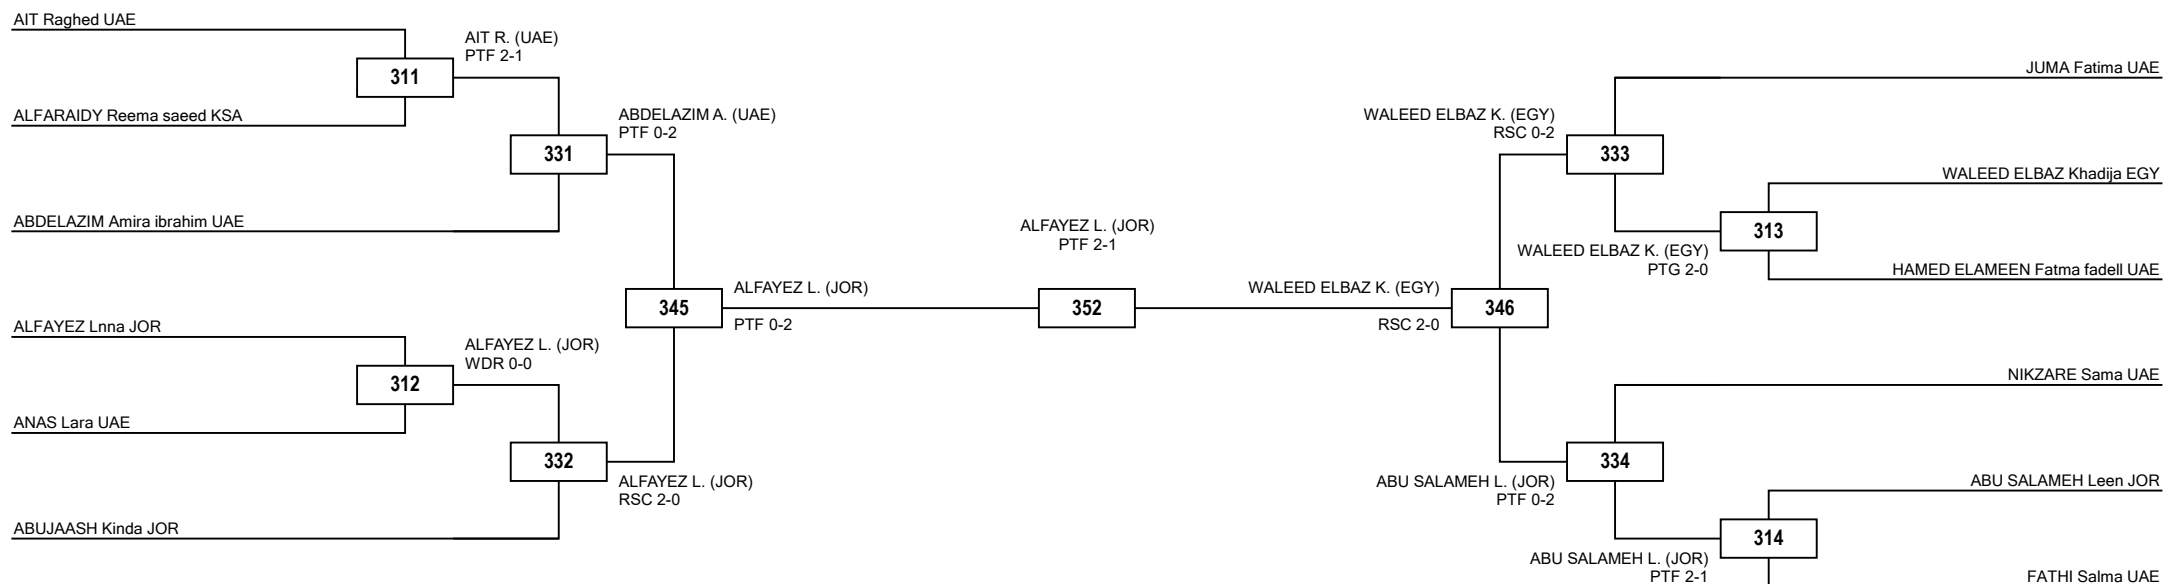 AIT Raghed UAE
AIT R. (UAE)
PTF 2-1
311
ALFARAIDY Reema saeed KSA
ABDELAZIM A. (UAE)
PTF 0-2
331
ABDELAZIM Amira ibrahim UAE
345
ALFAYEZ L. (JOR)
PTF 0-2
ALFAYEZ Lnna JOR
ALFAYEZ L. (JOR)
WDR 0-0
312
ANAS Lara UAE
332
ALFAYEZ L. (JOR)
RSC 2-0
ABUJAASH Kinda JOR
ALFAYEZ L. (JOR)
PTF 2-1
352
JUMA Fatima UAE
WALEED ELBAZ K. (EGY)
RSC 0-2
333
WALEED ELBAZ Khadija EGY
313
WALEED ELBAZ K. (EGY)
PTG 2-0
HAMED ELAMEEN Fatma fadell UAE
WALEED ELBAZ K. (EGY)
346
RSC 2-0
NIKZARE Sama UAE
334
ABU SALAMEH L. (JOR)
PTF 0-2
ABU SALAMEH Leen JOR
314
ABU SALAMEH L. (JOR)
PTF 2-1
FATHI Salma UAE